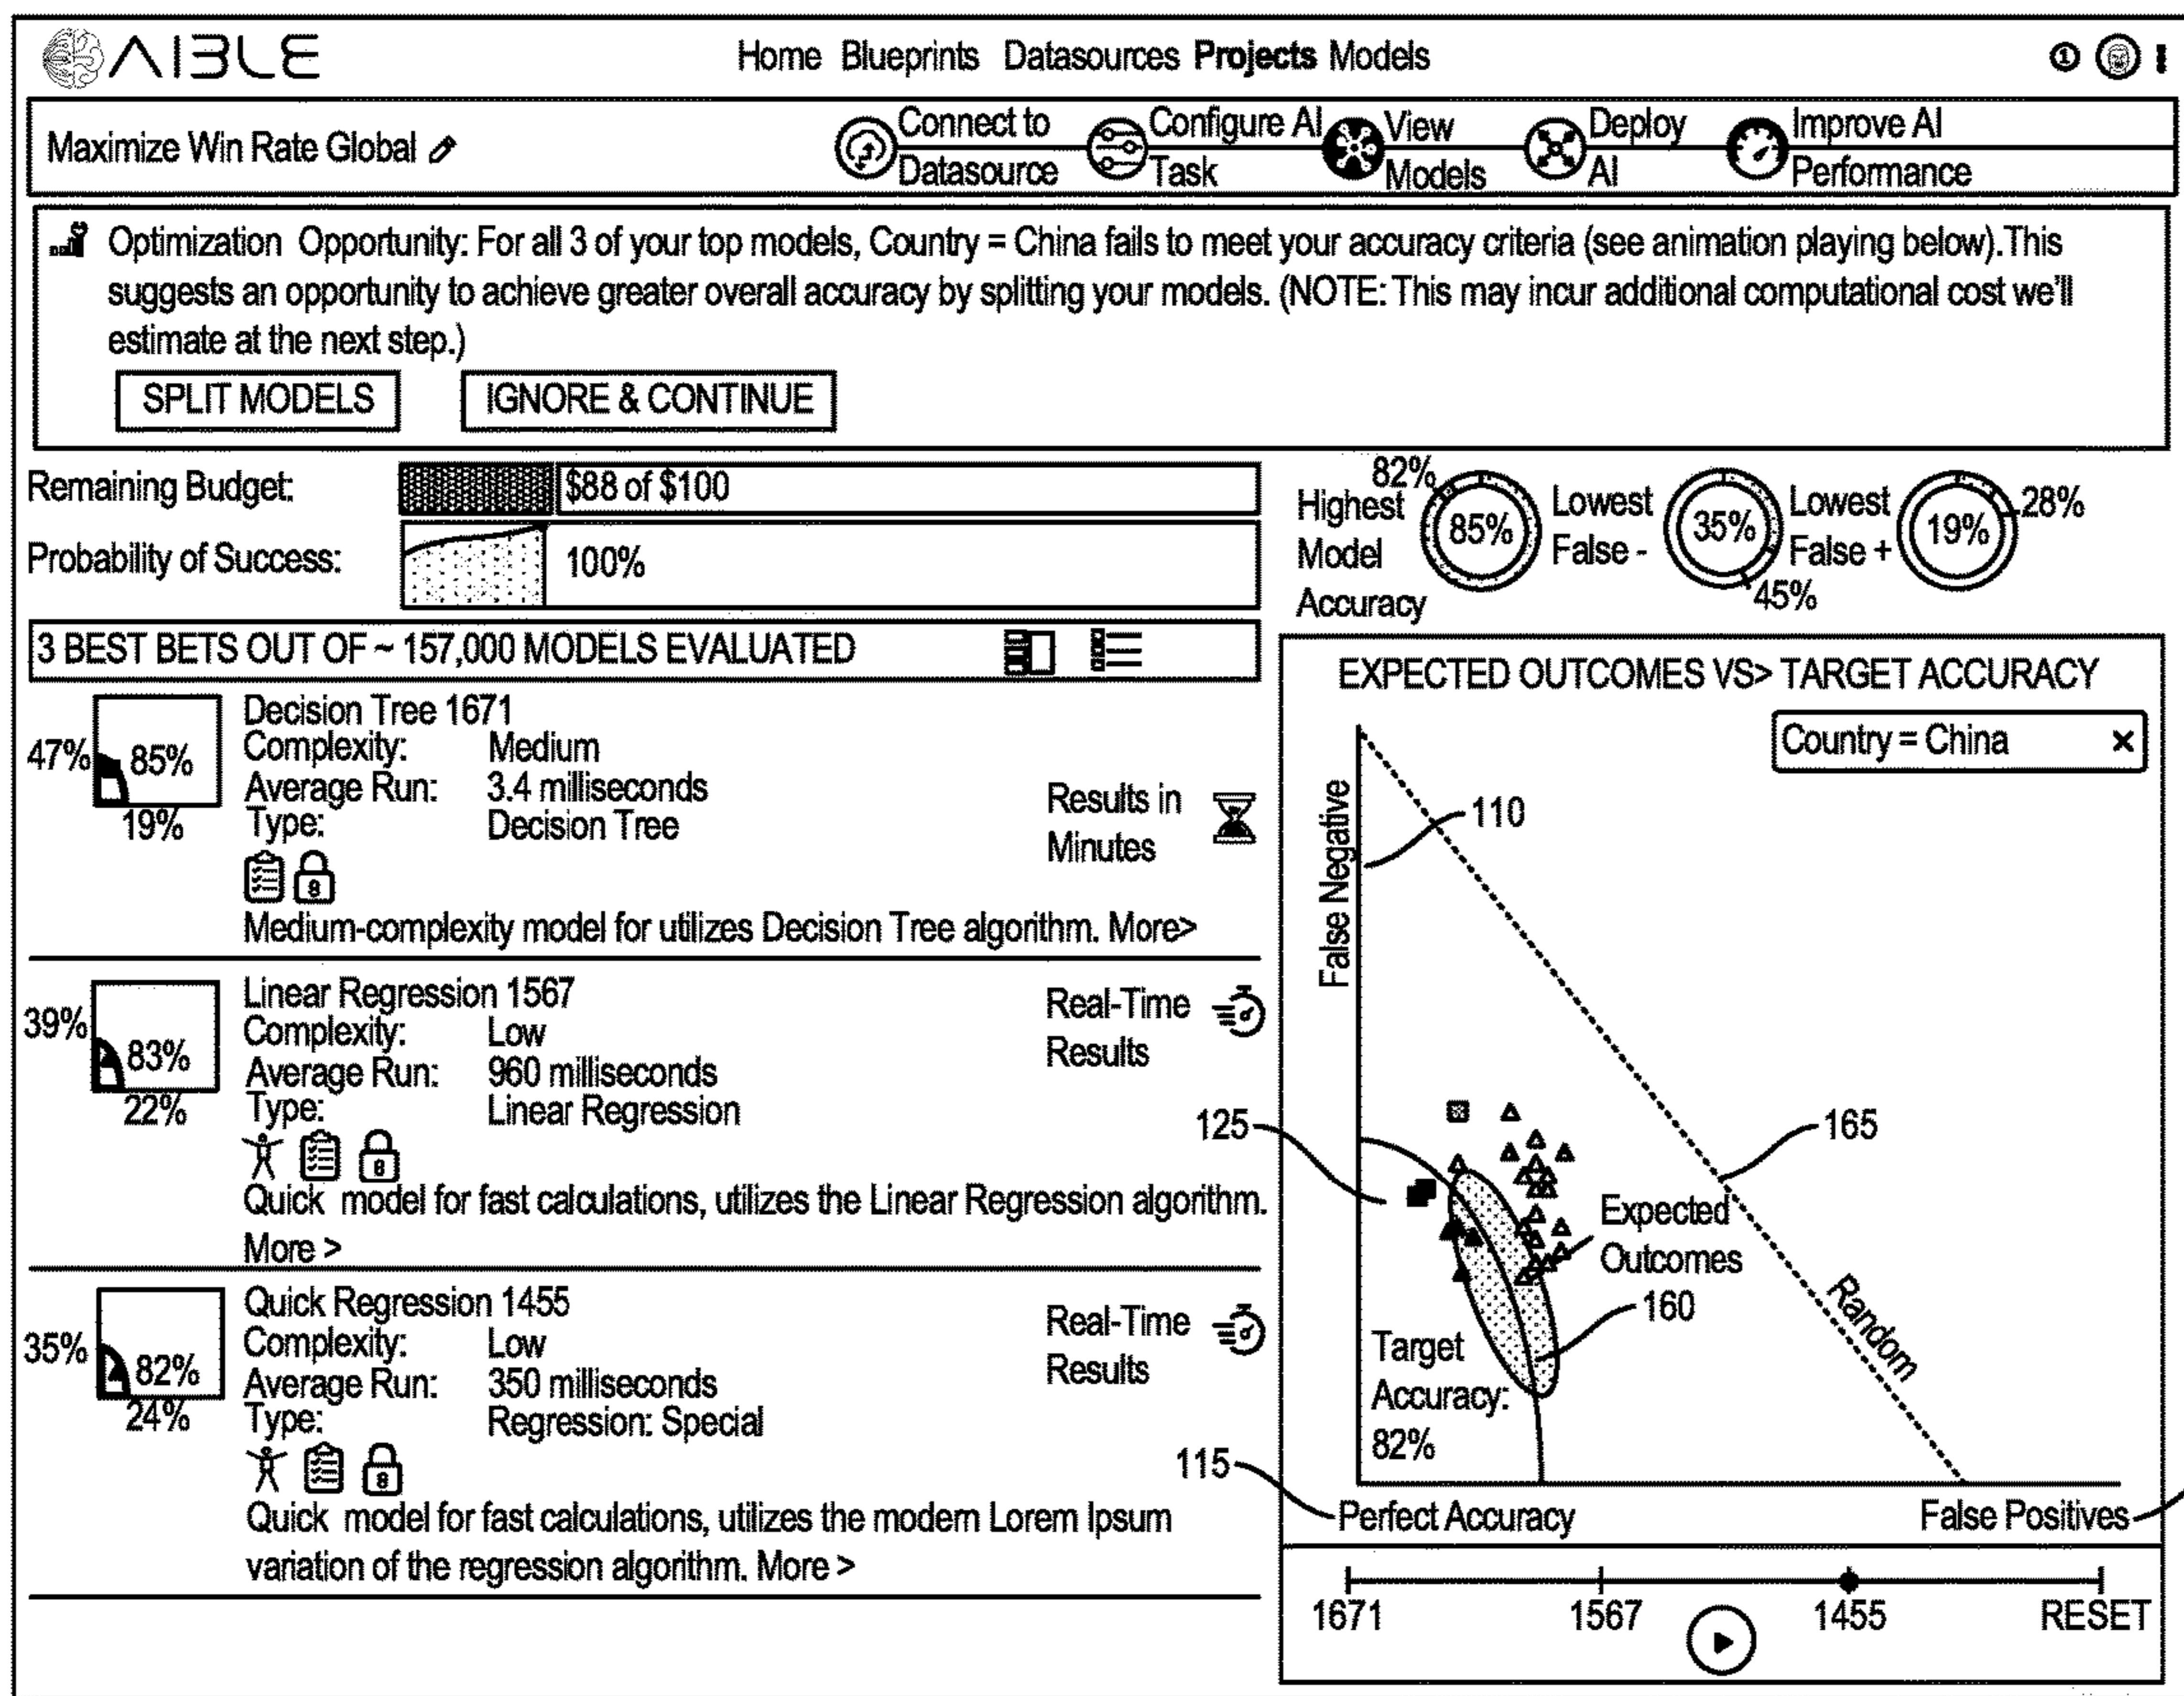 AIBLE
Home Blueprints Datasources Projects Models
1
Maximize Win Rate Global
Connect to
Datasource
Configure AI
Task
View
Models
Deploy
AI
Improve AI
Performance
Optimization Opportunity: For all 3 of your top models, Country = China fails to meet your accuracy criteria (see animation playing below).This
suggests an opportunity to achieve greater overall accuracy by splitting your models. (NOTE: This may incur additional computational cost we'll
estimate at the next step.)
SPLIT MODELS
IGNORE & CONTINUE
Remaining Budget:
$88 of $100
Probability of Success:
100%
82%
Highest
Model
Accuracy
85%
Lowest
False -
35%
45%
Lowest
False +
19%
28%
3 BEST BETS OUT OF ~ 157,000 MODELS EVALUATED
47%
85%
19%
Decision Tree 1671
Complexity: Medium
Average Run: 3.4 milliseconds
Type: Decision Tree
Results in
Minutes
8
Medium-complexity model for utilizes Decision Tree algorithm. More>
39%
83%
22%
Linear Regression 1567
Complexity: Low
Average Run: 960 milliseconds
Type: Linear Regression
Real-Time
Results
8
Quick model for fast calculations, utilizes the Linear Regression algorithm.
More >
35%
82%
24%
Quick Regression 1455
Complexity: Low
Average Run: 350 milliseconds
Type: Regression: Special
Real-Time
Results
8
Quick model for fast calculations, utilizes the modern Lorem Ipsum
variation of the regression algorithm. More >
EXPECTED OUTCOMES VS> TARGET ACCURACY
Country = China ×
False Negative
110
125
165
Expected
Outcomes
160
Random
Target
Accuracy:
82%
115
Perfect Accuracy
False Positives
1671
1567
1455
RESET